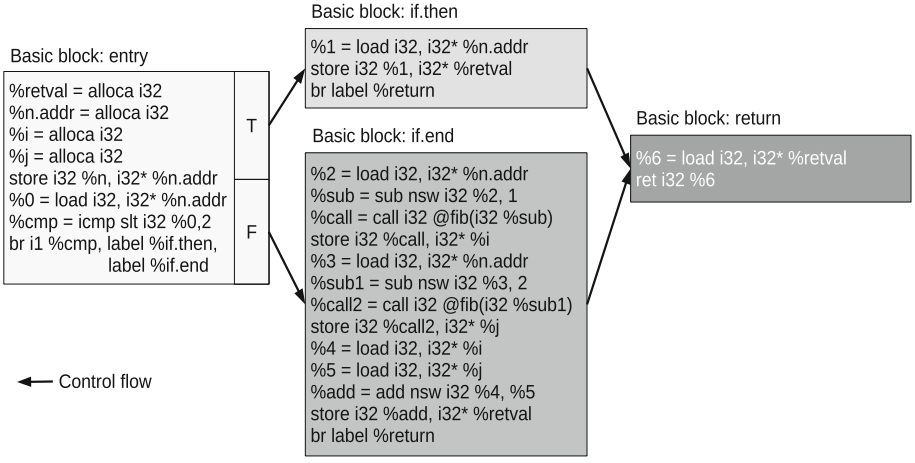 Basic block: entry
%retval = alloca i32
%n.addr = alloca i32
%i = alloca i32
%j = alloca i32
store i32 %n, i32* %n.addr
%0 = load i32, i32* %n.addr
%cmp = icmp slt i32 %0,2
br i1 %cmp, label %if.then,
label %if.end
T
F
Basic block: if.then
%1 = load i32, i32* %n.addr
store i32 %1, i32* %retval
br label %return
Basic block: if.end
%2 = load i32, i32* %n.addr
%sub = sub nsw i32 %2, 1
%call = call i32 @fib(i32 %sub)
store i32 %call, i32* %i
%3 = load i32, i32* %n.addr
%sub1 = sub nsw i32 %3, 2
%call2 = call i32 @fib(i32 %sub1)
store i32 %call2, i32* %j
%4 = load i32, i32* %i
%5 = load i32, i32* %j
%add = add nsw i32 %4, %5
store i32 %add, i32* %retval
br label %return
Basic block: return
%6 = load i32, i32* %retval
ret i32 %6
Control flow